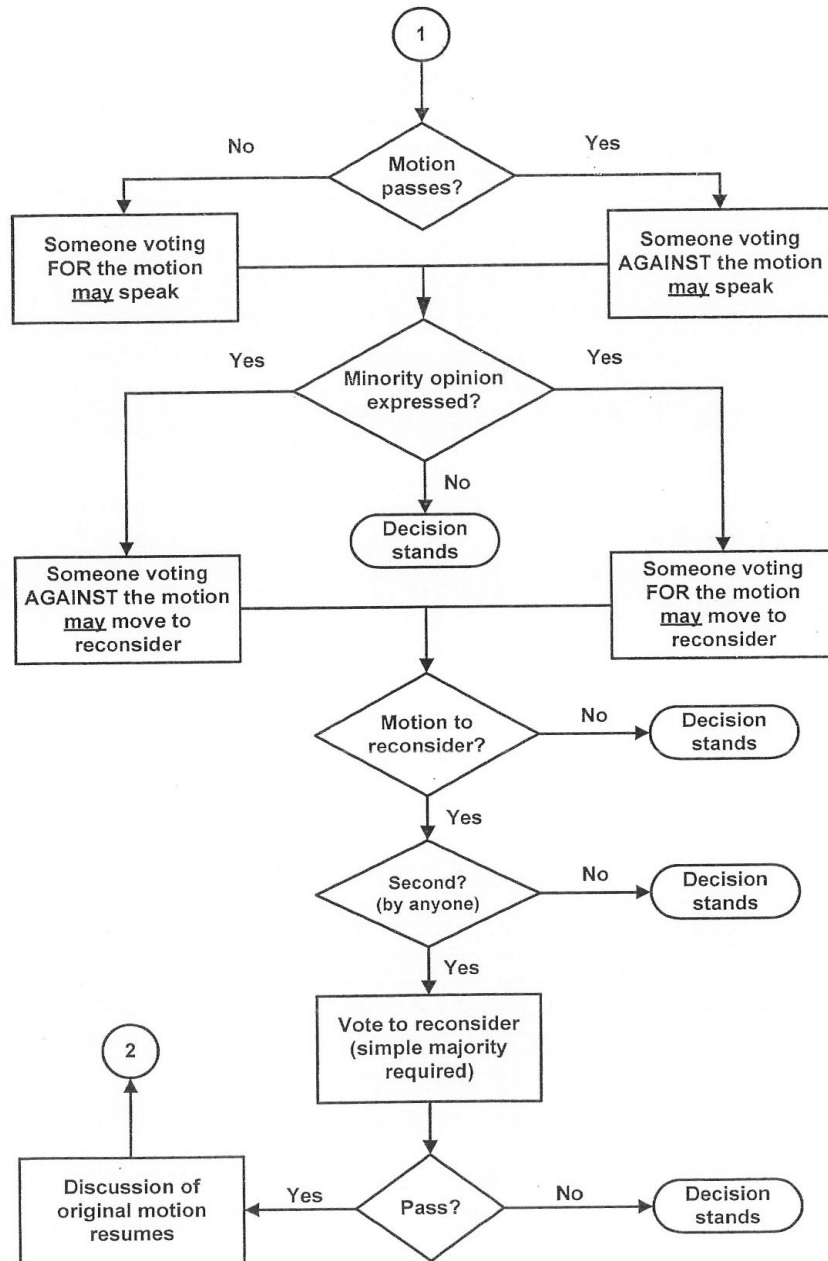 1
No
Yes
Motion
passes?
Someone voting
FOR the motion
may speak
Someone voting
AGAINST the motion
may speak
Yes
Yes
Minority opinion
expressed?
No
Decision
stands
Someone voting
AGAINST the motion
may move to
reconsider
Someone voting
FOR the motion
may move to
reconsider
Motion to
reconsider?
No
Decision
stands
Yes
Second?
(by anyone)
No
Decision
stands
Yes
Vote to reconsider
(simple majority
required)
2
Discussion of
original motion
resumes
Yes
Pass?
No
Decision
stands